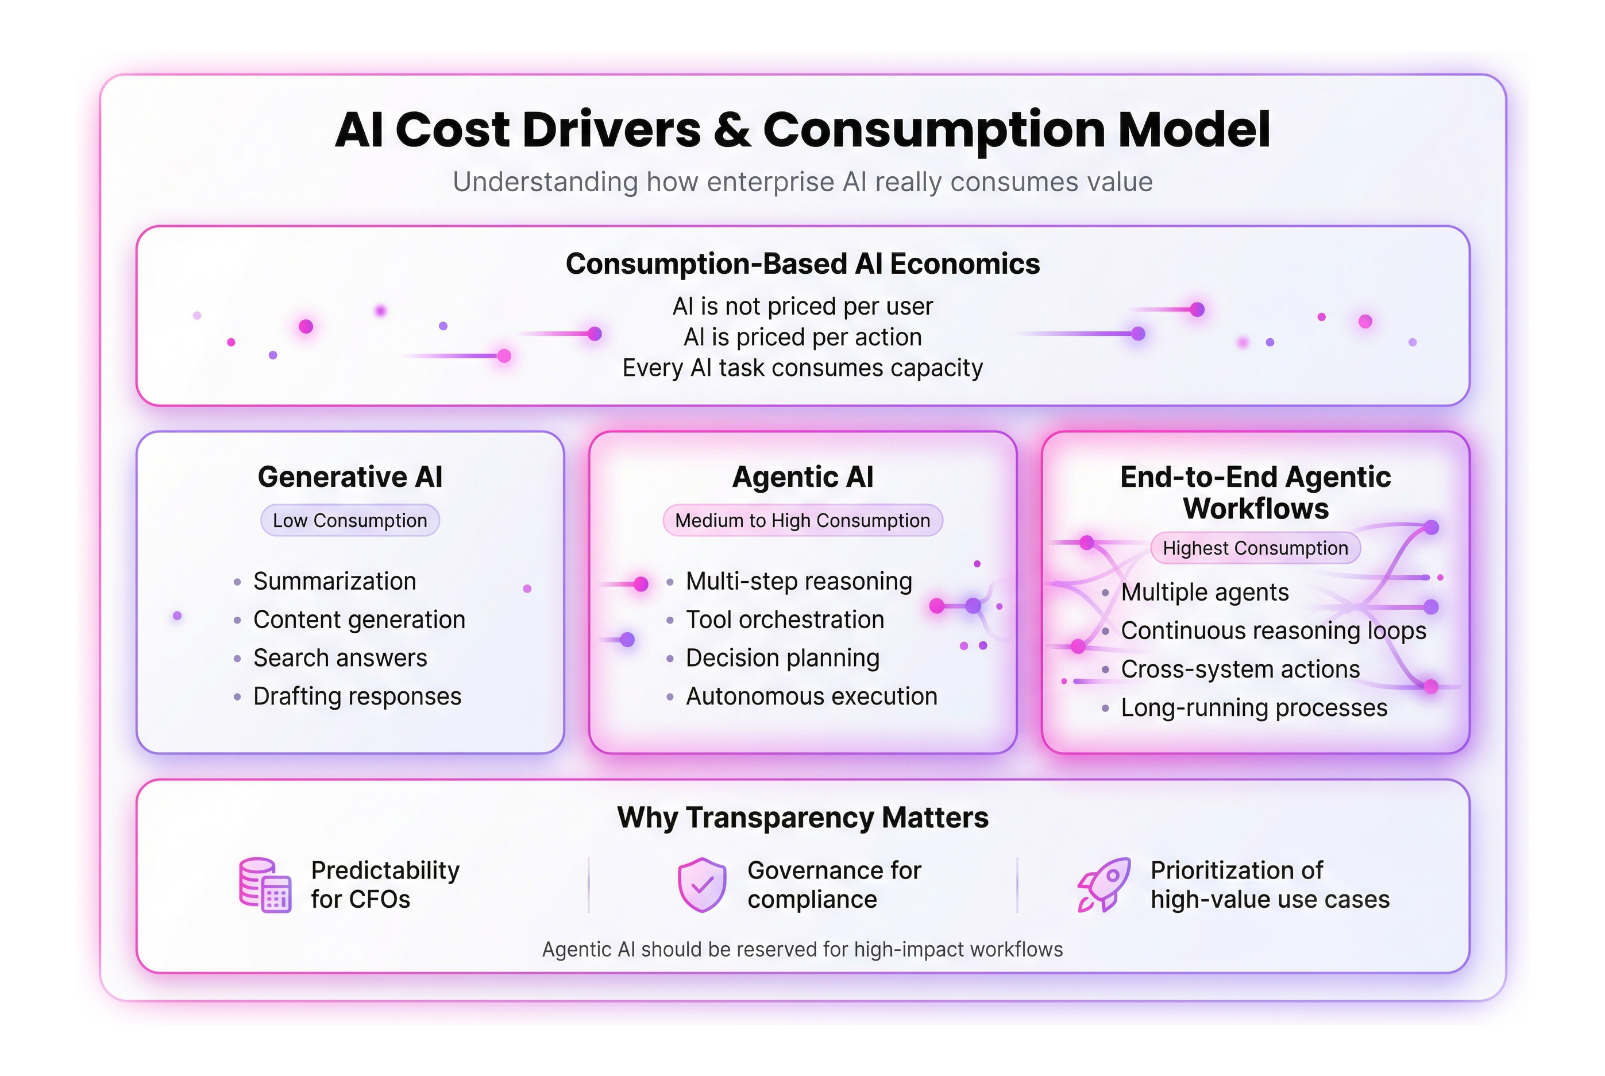 AI Cost Drivers & Consumption Model
Understanding how enterprise AI really consumes value
Consumption-Based AI Economics
AI is not priced per user
AI is priced per action
Every AI task consumes capacity
Generative AI
Low Consumption
• Summarization
• Content generation
• Search answers
• Drafting responses
Agentic AI
Medium to High Consumption
• Multi-step reasoning
• Tool orchestration
• Decision planning
• Autonomous execution
End-to-End Agentic
Workflows
Highest Consumption
• Multiple agents
• Continuous reasoning loops
• Cross-system actions
• Long-running processes
Why Transparency Matters
Predictability
for CFOs
Governance for
compliance
Prioritization of
high-value use cases
Agentic AI should be reserved for high-impact workflows